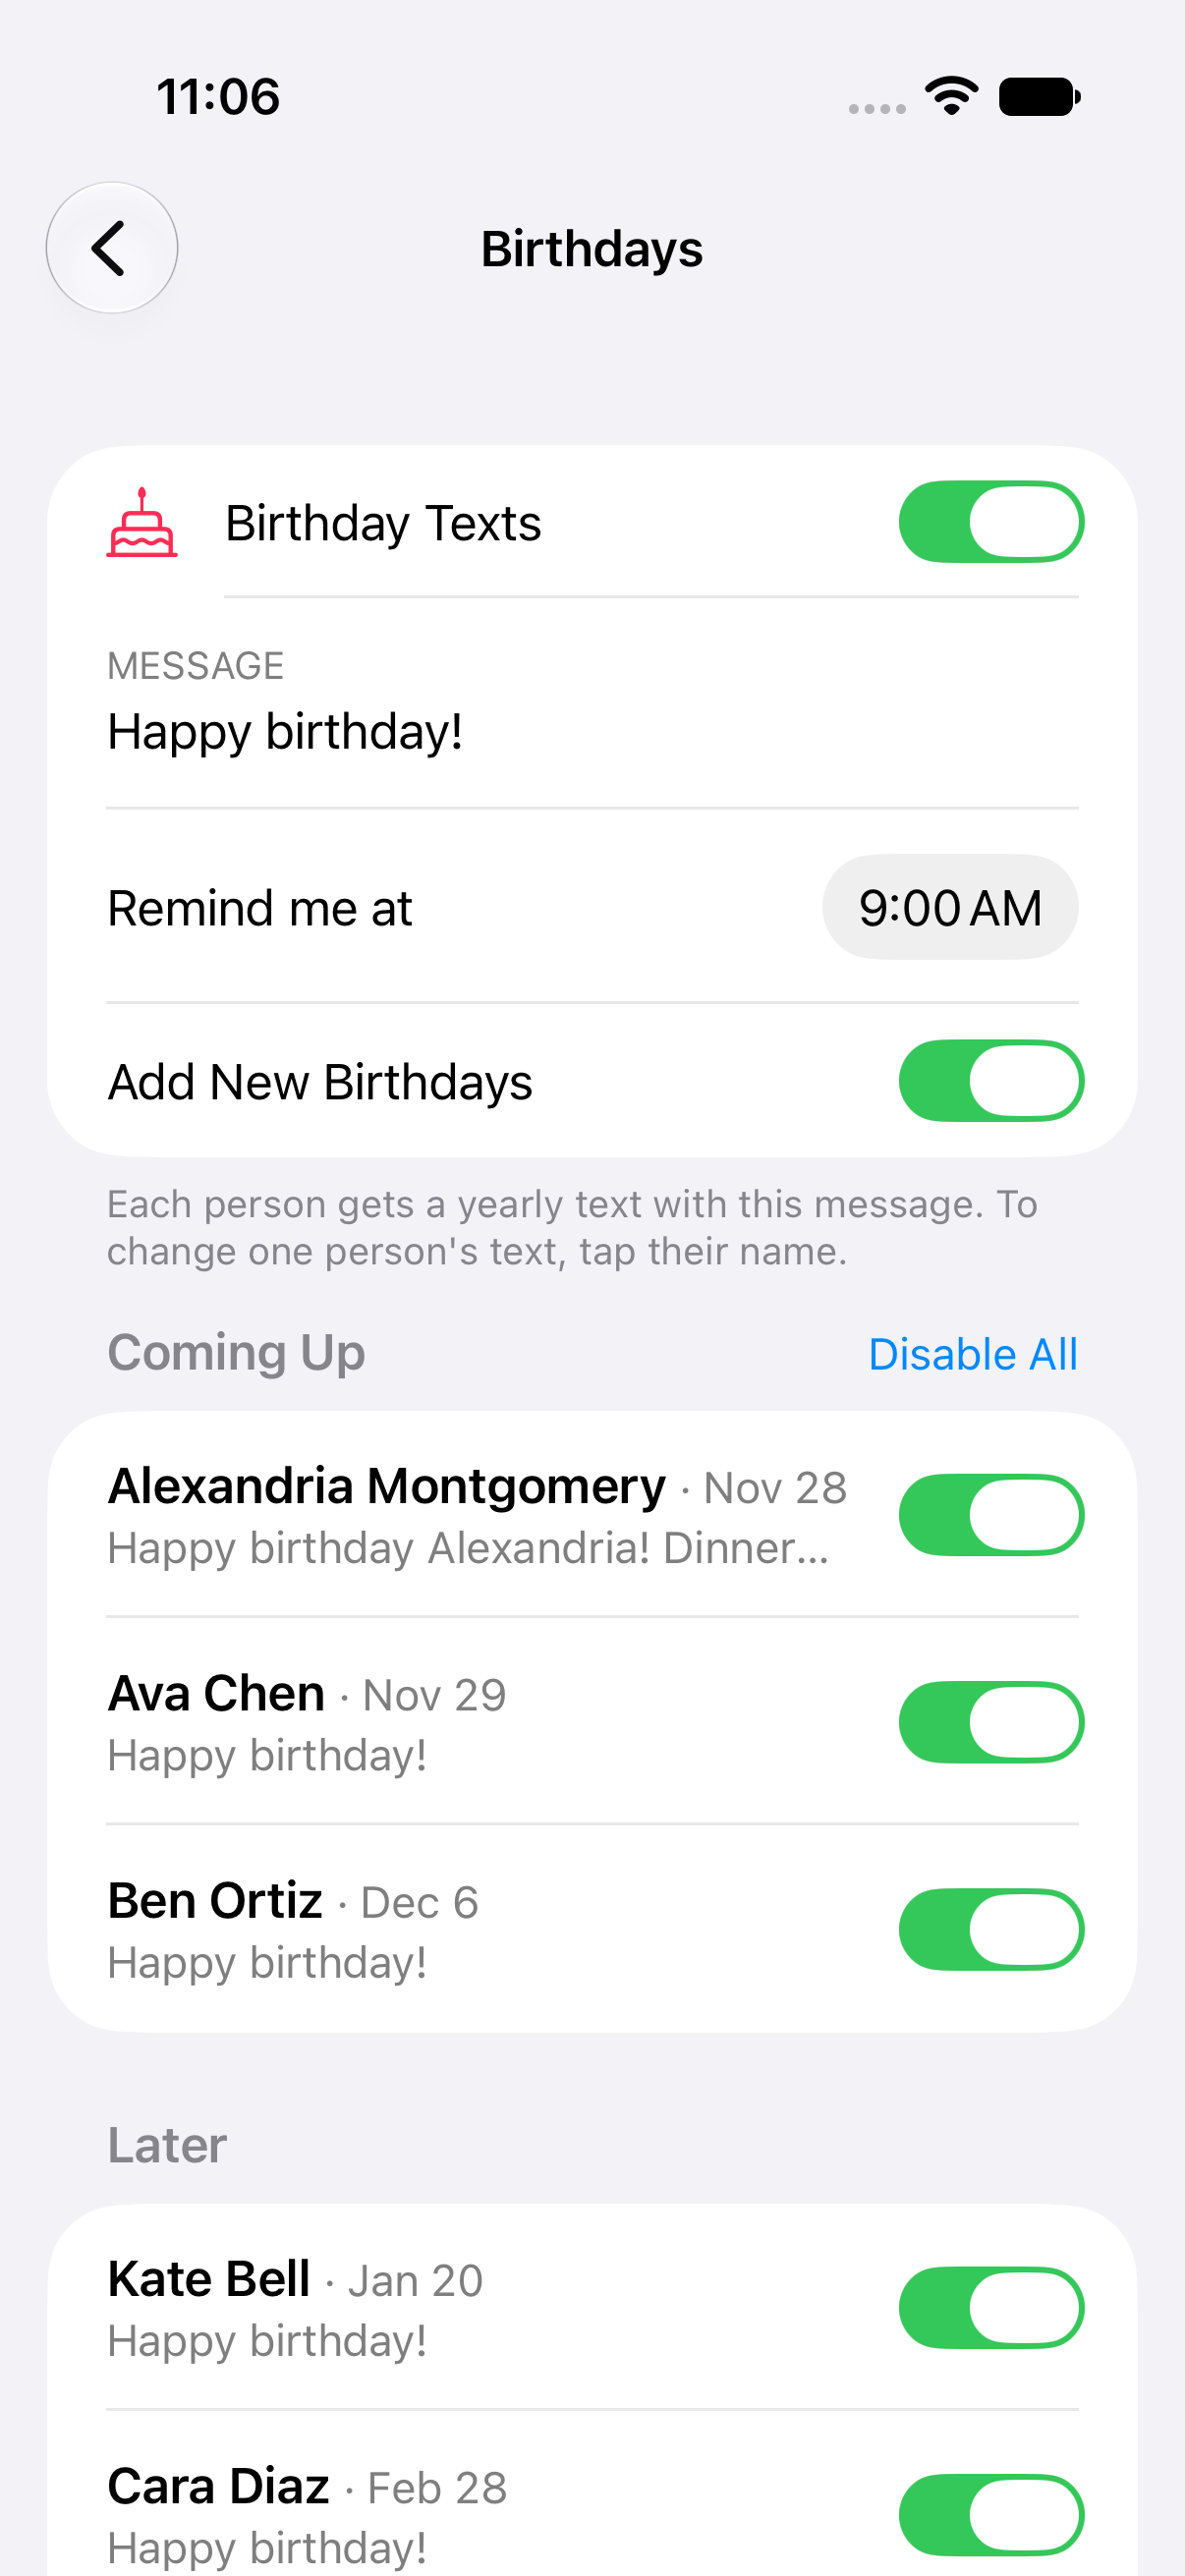 11:06
Birthdays
Birthday Texts
MESSAGE
Happy birthday!
Remind me at
9:00 AM
Add New Birthdays
Each person gets a yearly text with this message. To
change one person's text, tap their name.
Coming Up
Disable All
Alexandria Montgomery · Nov 28
Happy birthday Alexandria! Dinner...
Ava Chen · Nov 29
Happy birthday!
Ben Ortiz · Dec 6
Happy birthday!
Later
Kate Bell · Jan 20
Happy birthday!
Cara Diaz · Feb 28
Happy birthday!